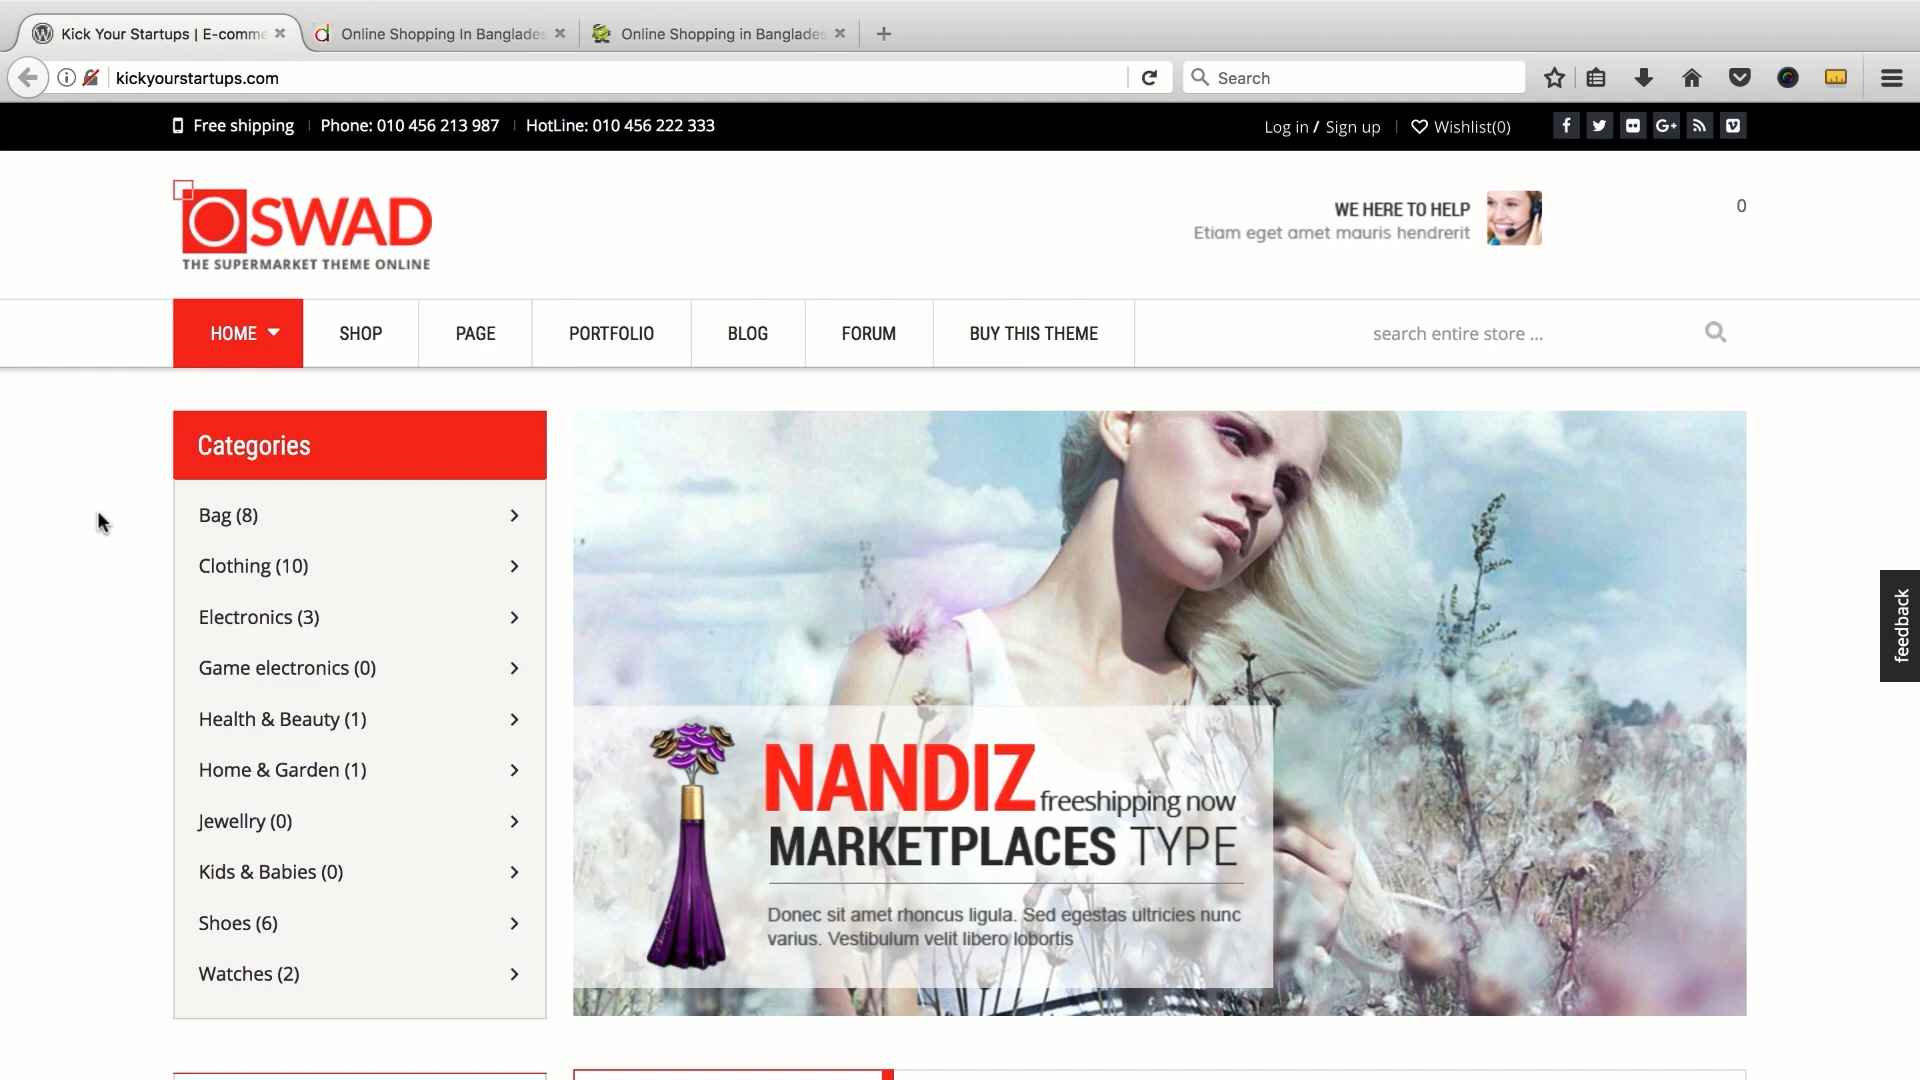 Kick Your Startups | E-comme
Online Shopping In Banglades
Online Shopping in Banglades
kickyourstartups.com
Search
Free shipping
Phone: 010 456 213 987
HotLine: 010 456 222 333
Log in / Sign up
Wishlist(0)
OSWAD
THE SUPERMARKET THEME ONLINE
WE HERE TO HELP
Etiam eget amet mauris hendrerit
0
HOME
SHOP
PAGE
PORTFOLIO
BLOG
FORUM
BUY THIS THEME
search entire store ...
Categories
Bag (8)
Clothing (10)
Electronics (3)
Game electronics (0)
Health & Beauty (1)
Home & Garden (1)
Jewellry (0)
Kids & Babies (0)
Shoes (6)
Watches (2)
NANDIZ freeshipping now
MARKETPLACES TYPE
Donec sit amet rhoncus ligula. Sed egestas ultricies nunc
varius. Vestibulum velit libero lobortis
feedback